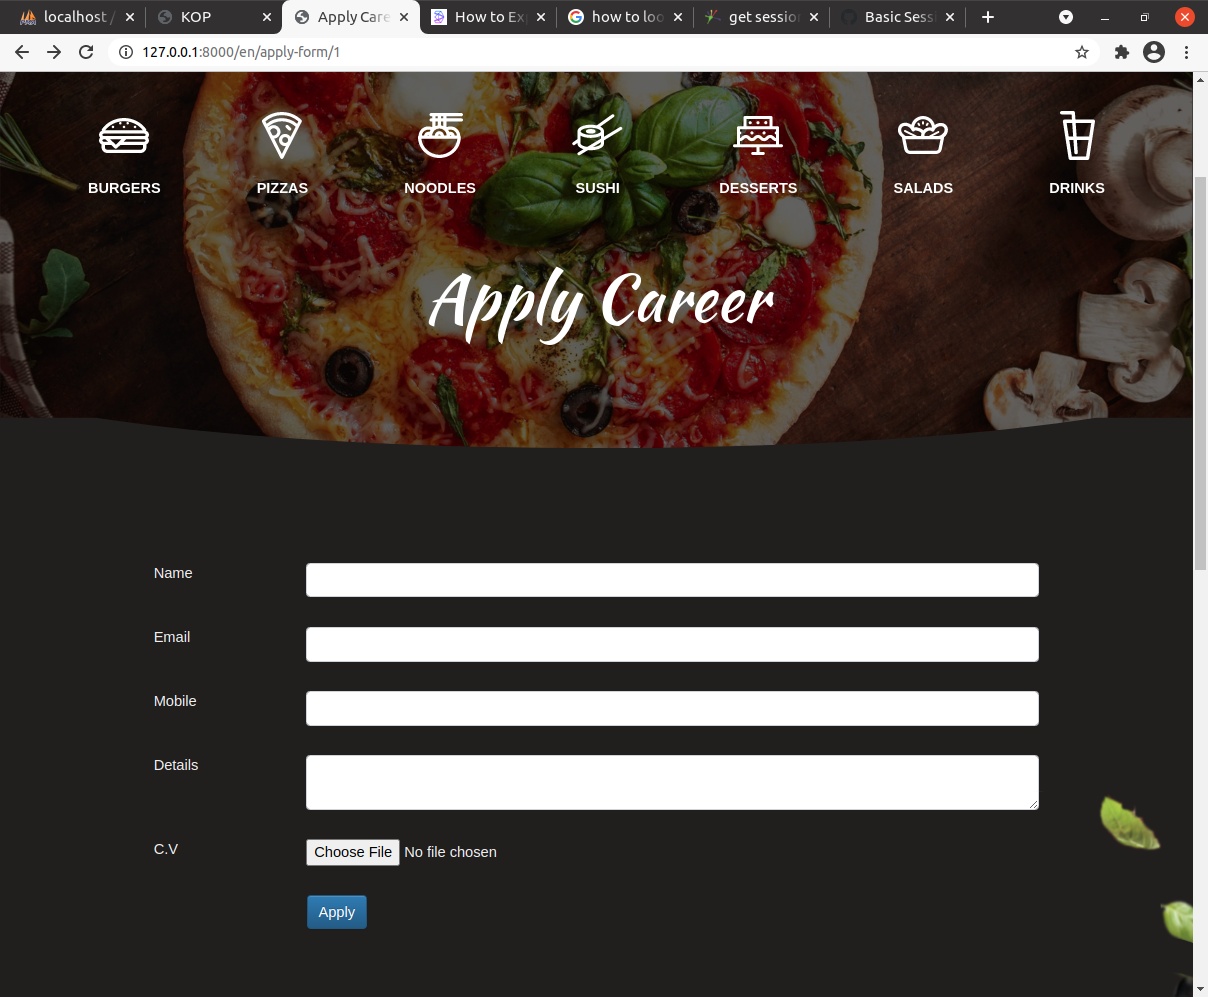 localhost / KOP Apply Care How to Ex how to loo get session Basic Sess
127.0.0.1:8000/en/apply-form/1
BURGERS PIZZAS NOODLES SUSHI DESSERTS SALADS DRINKS
Apply Career
Name
Email
Mobile
Details
C.V Choose File No file chosen
Apply